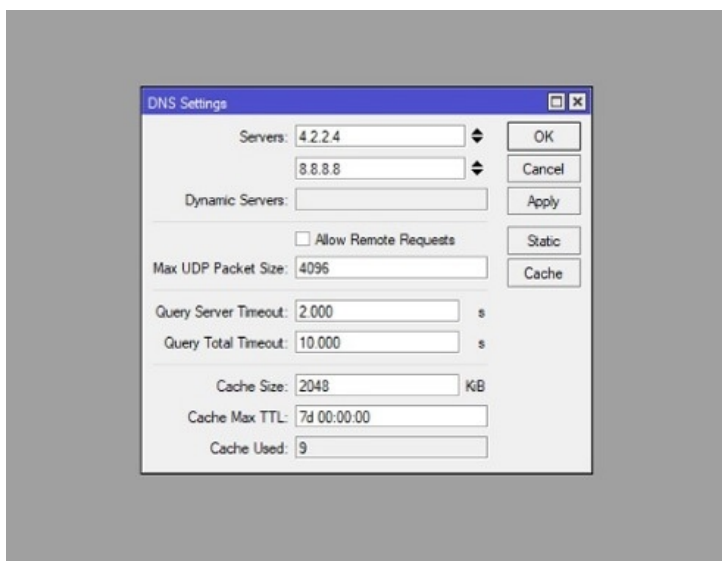 DNS Settings
Servers: 4.2.2.4
OK
8.8.8.8
Cancel
Dynamic Servers:
Apply
Allow Remote Requests
Static
Max UDP Packet Size: 4096
Cache
Query Server Timeout: 2.000 s
Query Total Timeout: 10.000 s
Cache Size: 2048 KiB
Cache Max TTL: 7d 00:00:00
Cache Used: 9